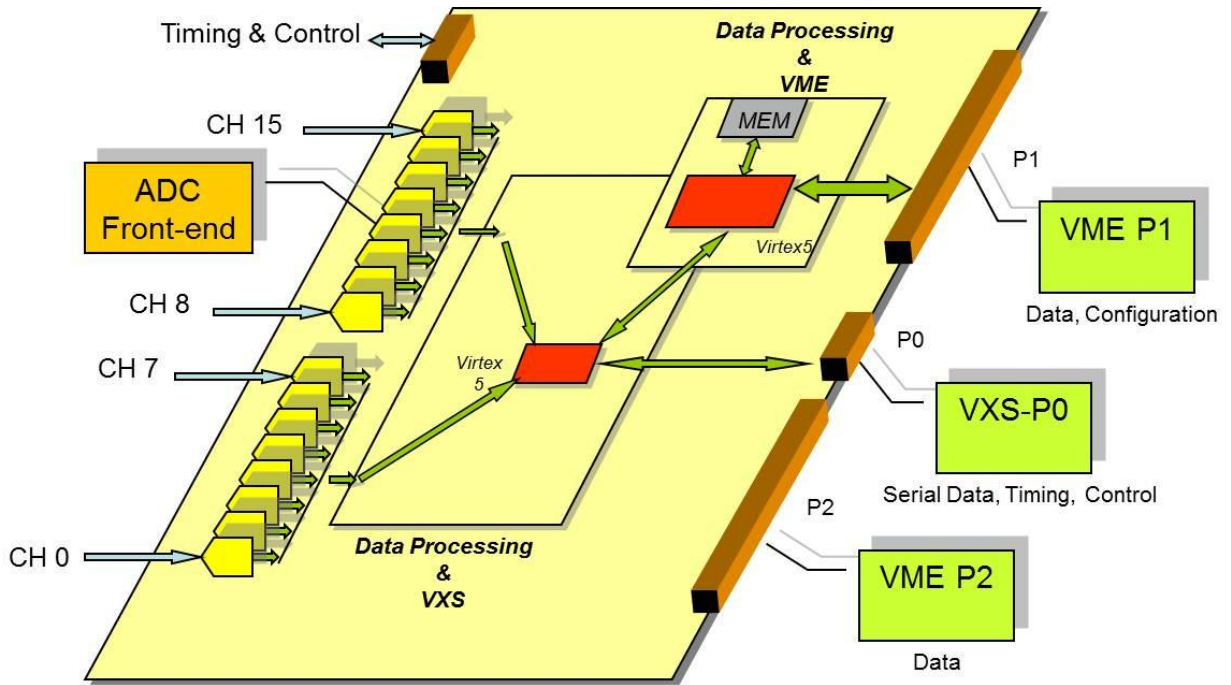 Timing & Control
Data Processing
&
VME
CH 15
MEM
P1
ADC
Front-end
VME P1
Virtex5
CH 8
Data, Configuration
P0
CH 7
Virtex
5
VXS-P0
Serial Data, Timing, Control
P2
CH 0
Data Processing
&
VXS
VME P2
Data